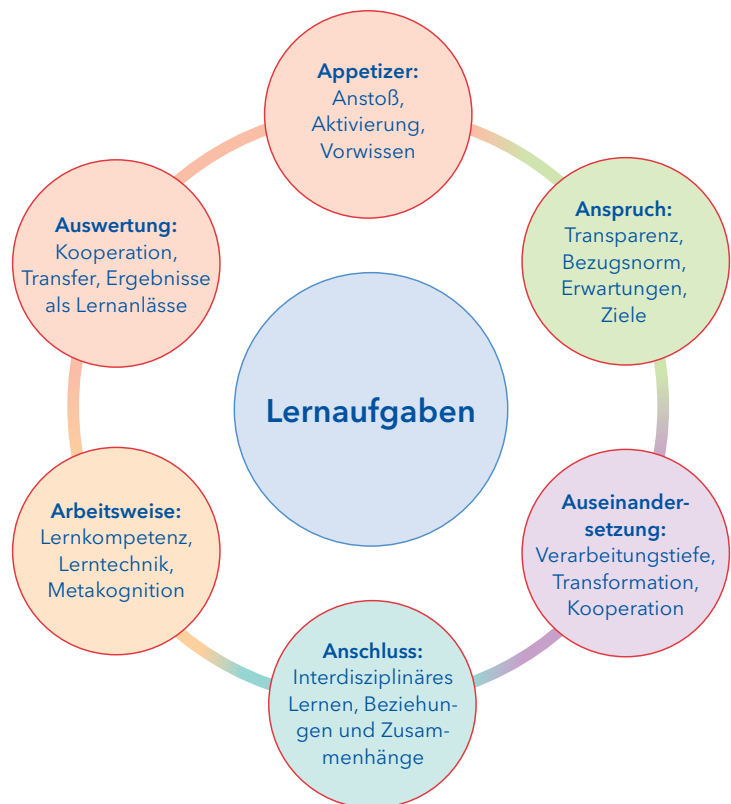 Appetizer:
Anstoß,
Aktivierung,
Vorwissen
Anspruch:
Transparenz,
Bezugsnorm,
Erwartungen,
Ziele
Auseinander-
setzung:
Verarbeitungstiefe,
Transformation,
Kooperation
Anschluss:
Interdisziplinäres
Lernen, Beziehun-
gen und Zusam-
menhänge
Arbeitsweise:
Lernkompetenz,
Lerntechnik,
Metakognition
Auswertung:
Kooperation,
Transfer, Ergebnisse
als Lernanlässe
Lernaufgaben